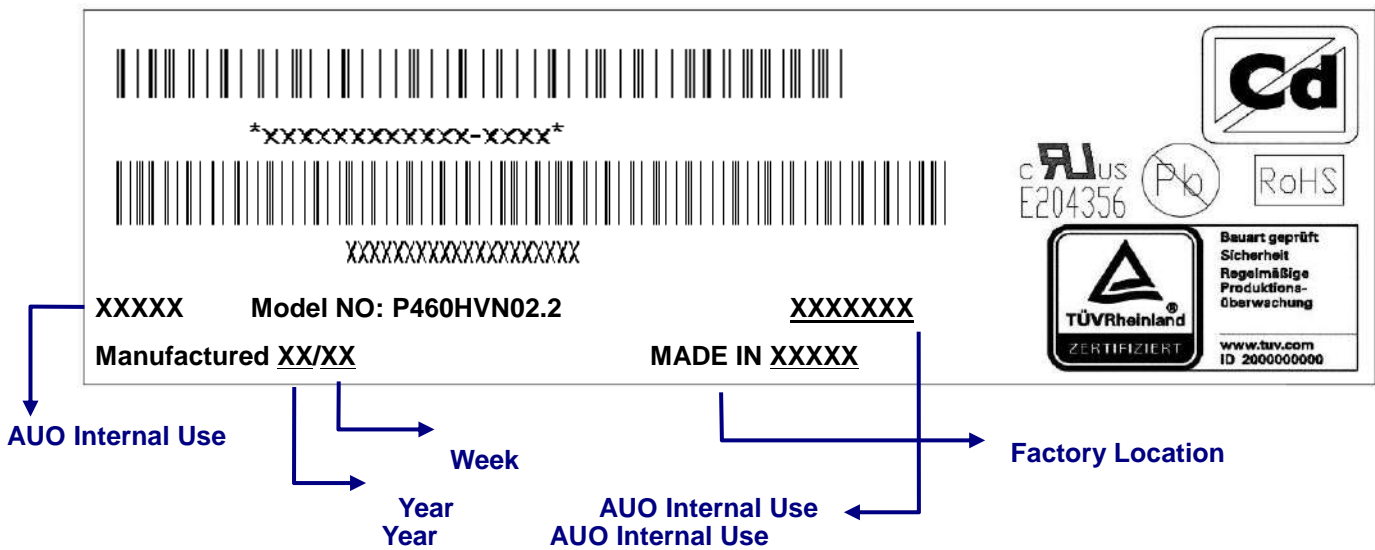 *XXXXXXXXXXXX-XXXX*
XXXXXXXXXXXXXXXXXXXX
Cd
c RU US
E204356
Pb
RoHS
TÜVRheinland®
ZERTIFIZIERT
Bauart geprüft
Sicherheit
Regelmäßige
Produktions-
überwachung
www.tuv.com
ID 2000000000
XXXXX Model NO: P460HVN02.2 XXXXXXX
Manufactured XX/XX MADE IN XXXXX
AUO Internal Use
Week
Factory Location
Year AUO Internal Use
Year AUO Internal Use